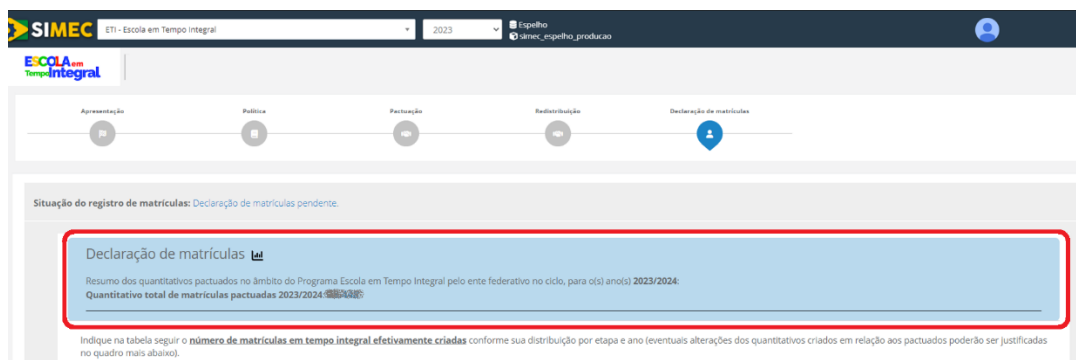 SIMEC
ETI - Escola em Tempo Integral
2023
Espelho
simec_espelho_producao
ESCOLA em
Tempo Integral
Apresentação
Política
Pactuação
Redistribuição
Declaração de matrículas
Situação do registro de matrículas: Declaração de matrículas pendente.
Declaração de matrículas
Resumo dos quantitativos pactuados no âmbito do Programa Escola em Tempo Integral pelo ente federativo no ciclo, para o(s) ano(s) 2023/2024:
Quantitativo total de matrículas pactuadas 2023/2024:
Indique na tabela seguir o número de matrículas em tempo integral efetivamente criadas conforme sua distribuição por etapa e ano (eventuais alterações dos quantitativos criados em relação aos pactuados poderão ser justificadas
no quadro mais abaixo).